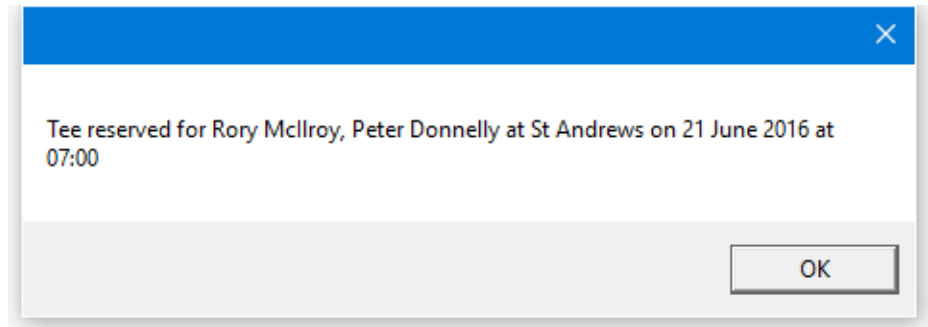 Tee reserved for Rory McIlroy, Peter Donnelly at St Andrews on 21 June 2016 at
07:00
OK